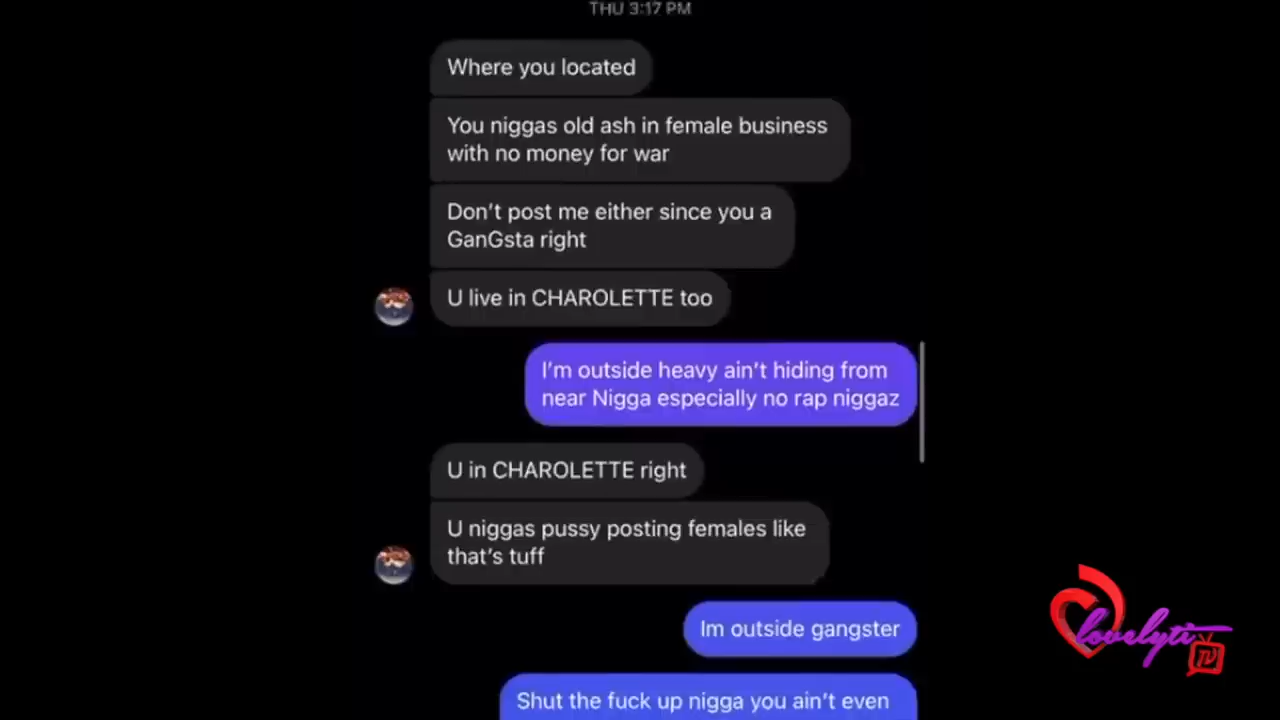 THU 3:17 PM
Where you located
You niggas old ash in female business
with no money for war
Don't post me either since you a
GanGsta right
U live in CHAROLETTE too
I'm outside heavy ain't hiding from
near Nigga especially no rap niggaz
U in CHAROLETTE right
U niggas pussy posting females like
that's tuff
Im outside gangster
Shut the fuck up nigga you ain't even
lovelyti
TV